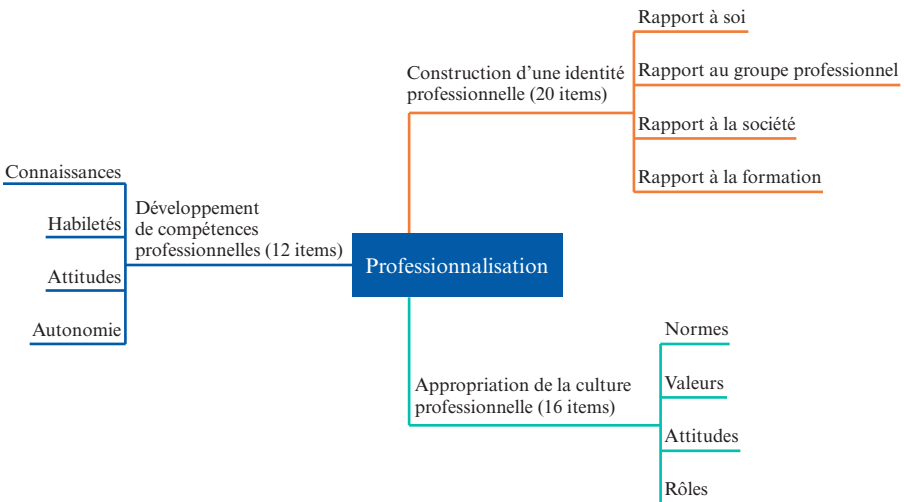 Rapport à soi
Construction d’une identité
professionnelle (20 items)
Rapport au groupe professionnel
Rapport à la société
Rapport à la formation
Connaissances
Habiletés
Attitudes
Autonomie
Développement
de compétences
professionnelles (12 items)
Professionnalisation
Appropriation de la culture
professionnelle (16 items)
Normes
Valeurs
Attitudes
Rôles